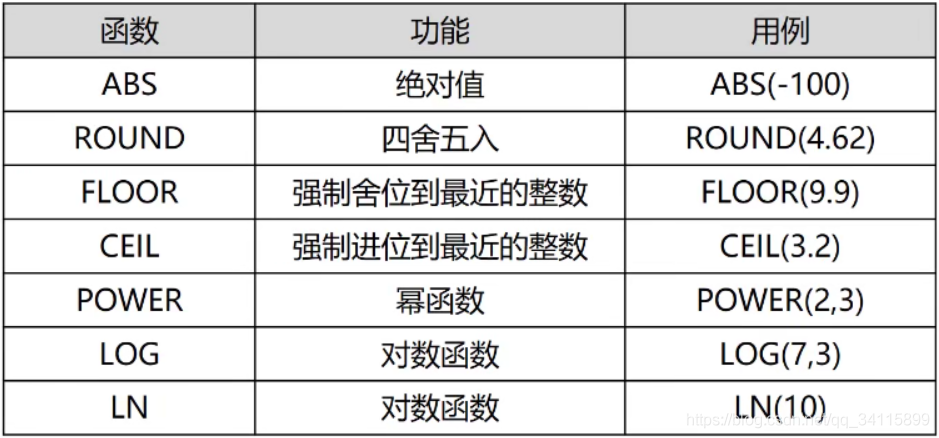 函数 功能 用例
ABS 绝对值 ABS(-100)
ROUND 四舍五入 ROUND(4.62)
FLOOR 强制舍位到最近的整数 FLOOR(9.9)
CEIL 强制进位到最近的整数 CEIL(3.2)
POWER 幂函数 POWER(2,3)
LOG 对数函数 LOG(7,3)
LN 对数函数 LN(10)
https://blog.csdn.net/qq_34115899